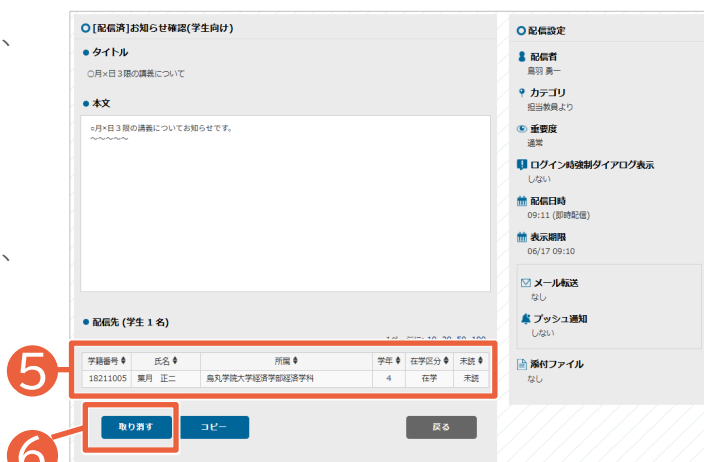 、
、
[配信済]お知らせ確認(学生向け)
タイトル
○月×日３限の講義について
本文
○月×日３限の講義についてお知らせです。
～～～～～
配信先 (学生 1 名)
10 20 50 100
学籍番号 氏名 所属 学年 在学区分 未読
18211005 葉月 正二 烏丸学院大学経済学部経済学科 4 在学 未読
5
取り消す コピー 戻る
6
配信設定
配信者
鳥羽 勇一
カテゴリ
担当教員より
重要度
通常
ログイン時強制ダイアログ表示
しない
配信日時
09:11 (即時配信)
表示期限
06/17 09:10
メール転送
なし
プッシュ通知
しない
添付ファイル
なし